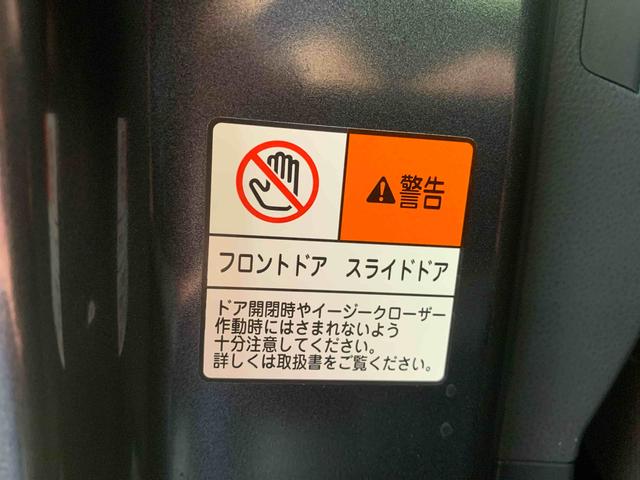 警告
フロントドア スライドドア
ドア開閉時やイージークローザー
作動時にはさまれないよう
十分注意してください。
詳しくは取扱書をご覧ください。